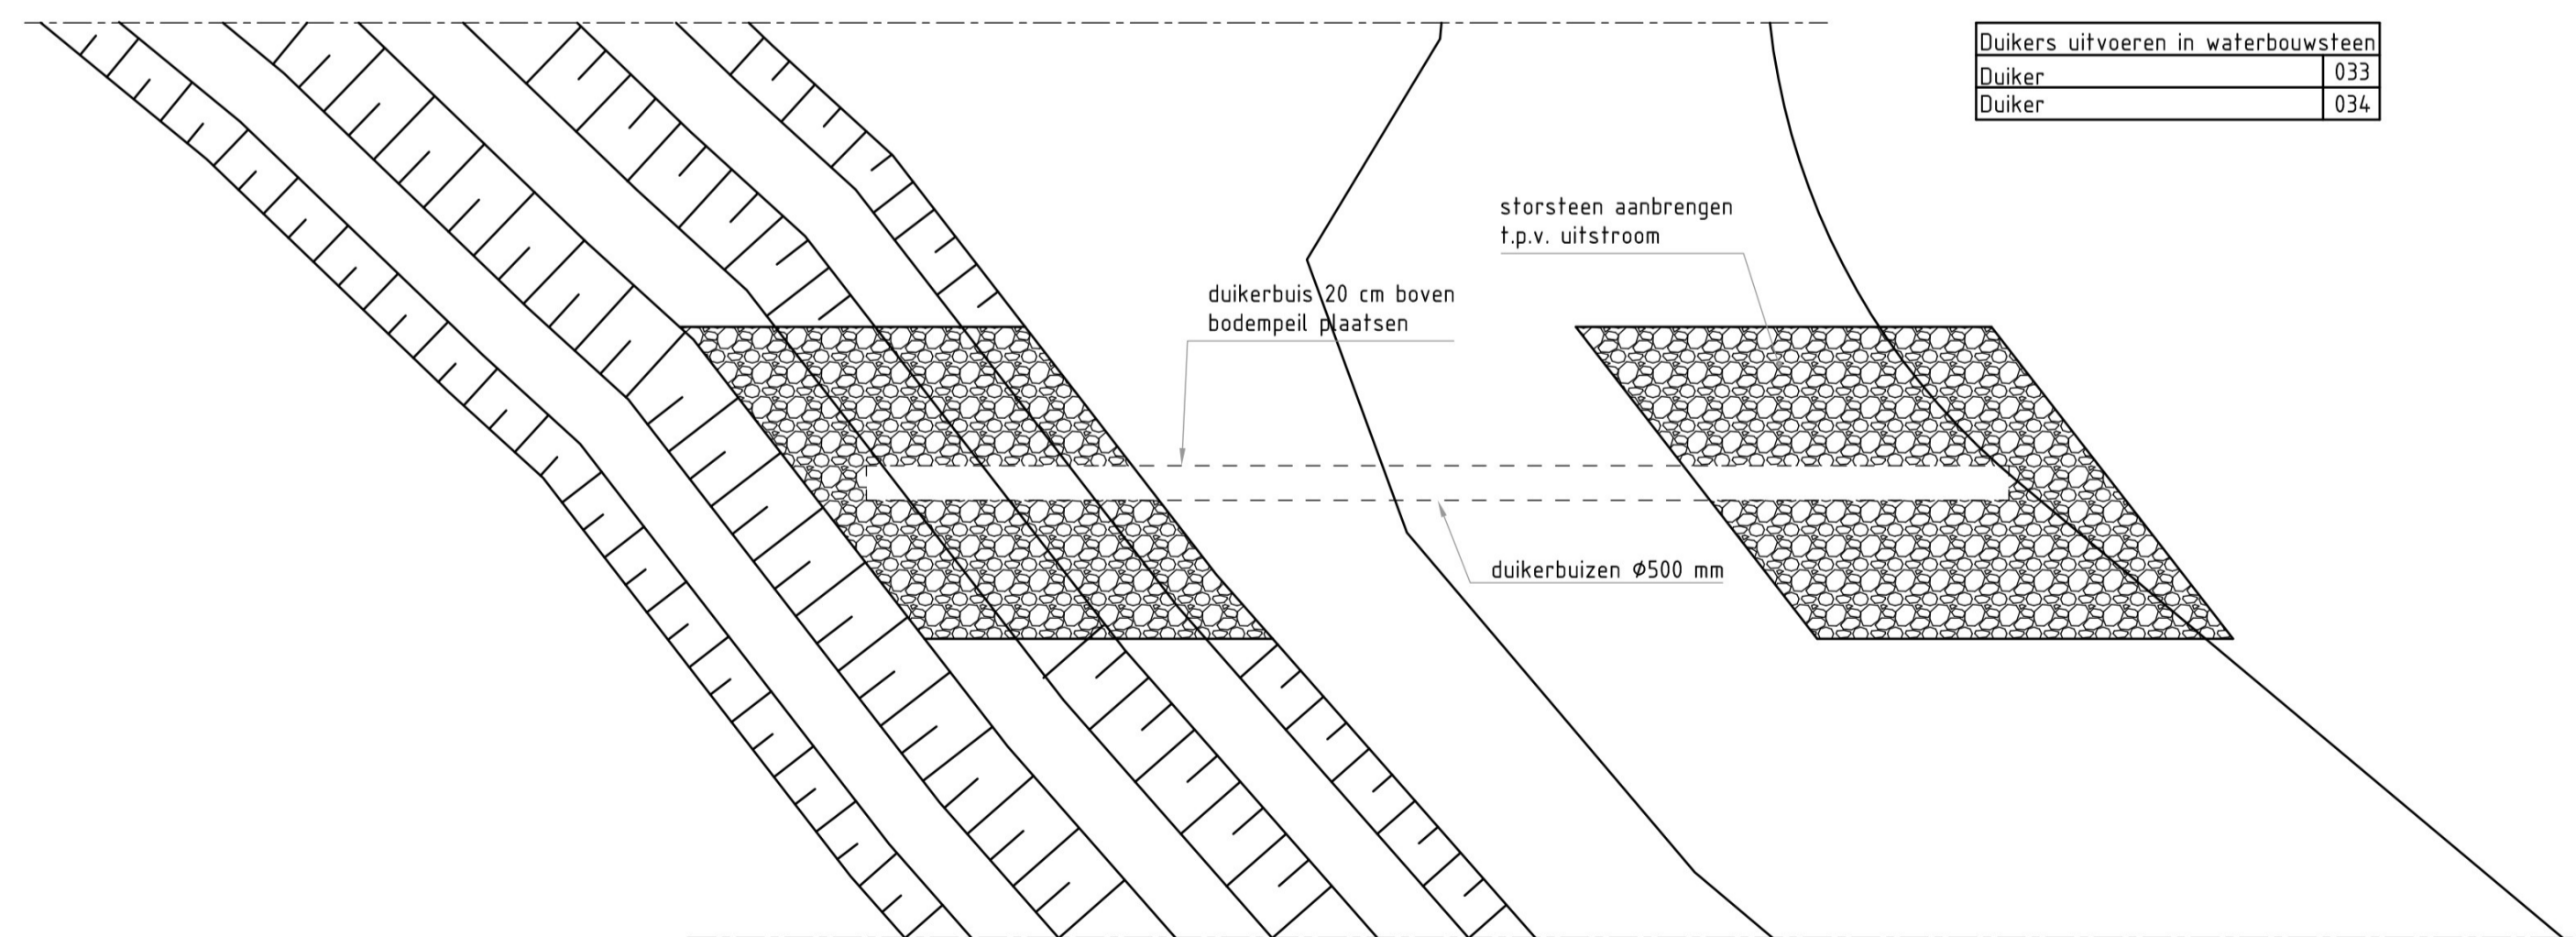 Duikers uitvoeren in waterbouwsteen
Duiker 033
Duiker 034
storsteen aanbrengen
t.p.v. uitstroom
duikerbuis 20 cm boven
bodempeil plaatsen
duikerbuizen Ø500 mm